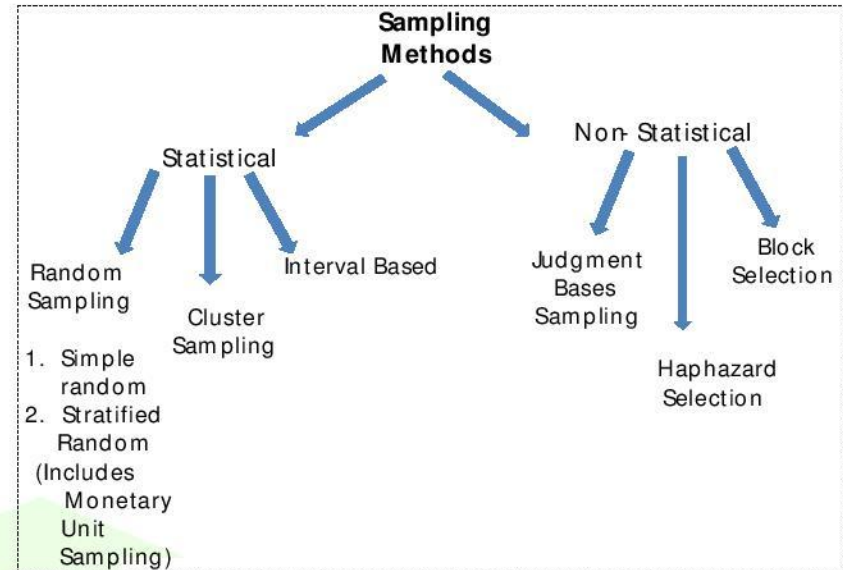 Sampling
Methods
Statistical
Non- Statistical
Random
Sampling
Cluster
Sampling
Interval Based
Judgment
Bases
Sampling
Haphazard
Selection
Block
Selection
1. Simple
random
2. Stratified
Random
(Includes
Monetary
Unit
Sampling)